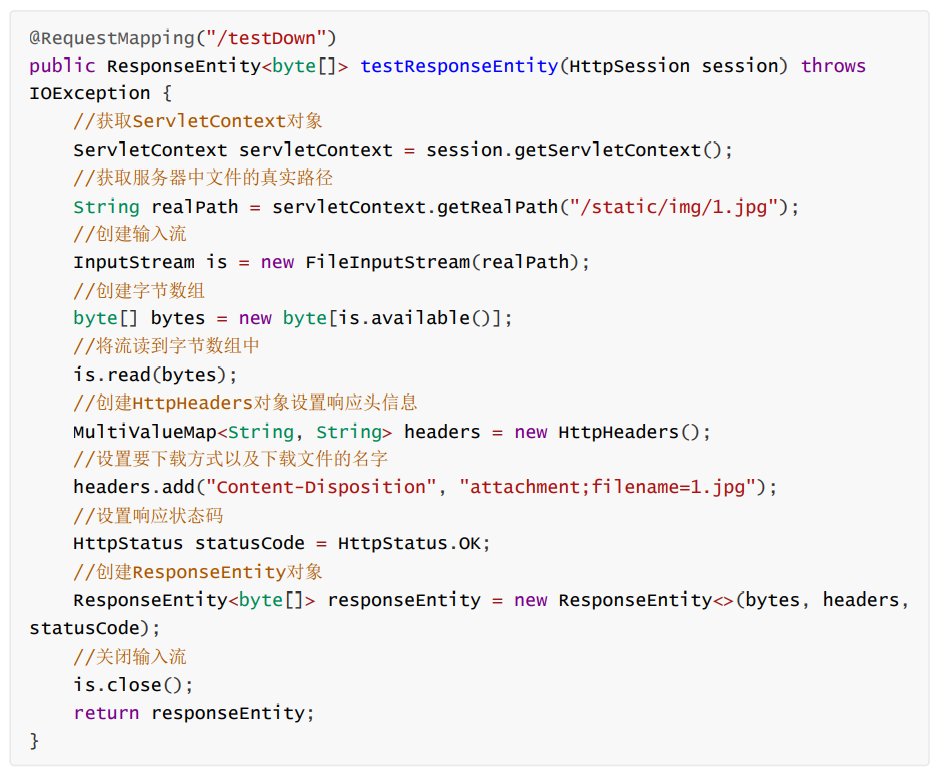 @RequestMapping("/testDown")
public ResponseEntity<byte[]> testResponseEntity(HttpSession session) throws
IOException {
    //获取ServletContext对象
    ServletContext servletContext = session.getServletContext();
    //获取服务器中文件的真实路径
    String realPath = servletContext.getRealPath("/static/img/1.jpg");
    //创建输入流
    InputStream is = new FileInputStream(realPath);
    //创建字节数组
    byte[] bytes = new byte[is.available()];
    //将流读到字节数组中
    is.read(bytes);
    //创建HttpHeaders对象设置响应头信息
    MultiValueMap<String, String> headers = new HttpHeaders();
    //设置要下载方式以及下载文件的名字
    headers.add("Content-Disposition", "attachment;filename=1.jpg");
    //设置响应状态码
    HttpStatus statusCode = HttpStatus.OK;
    //创建ResponseEntity对象
    ResponseEntity<byte[]> responseEntity = new ResponseEntity<>(bytes, headers,
statusCode);
    //关闭输入流
    is.close();
    return responseEntity;
}